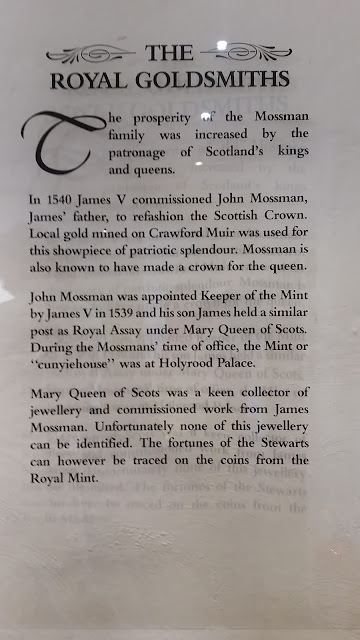 THE
ROYAL GOLDSMITHS
The prosperity of the Mossman
family was increased by the
patronage of Scotland's kings
and queens.
In 1540 James V commissioned John Mossman,
James' father, to refashion the Scottish Crown.
Local gold mined on Crawford Muir was used for
this showpiece of patriotic splendour. Mossman is
also known to have made a crown for the queen.
John Mossman was appointed Keeper of the Mint
by James V in 1539 and his son James held a similar
post as Royal Assay under Mary Queen of Scots.
During the Mossmans' time of office, the Mint or
"cunyiehouse" was at Holyrood Palace.
Mary Queen of Scots was a keen collector of
jewellery and commissioned work from James
Mossman. Unfortunately none of this jewellery
can be identified. The fortunes of the Stewarts
can however be traced on the coins from the
Royal Mint.